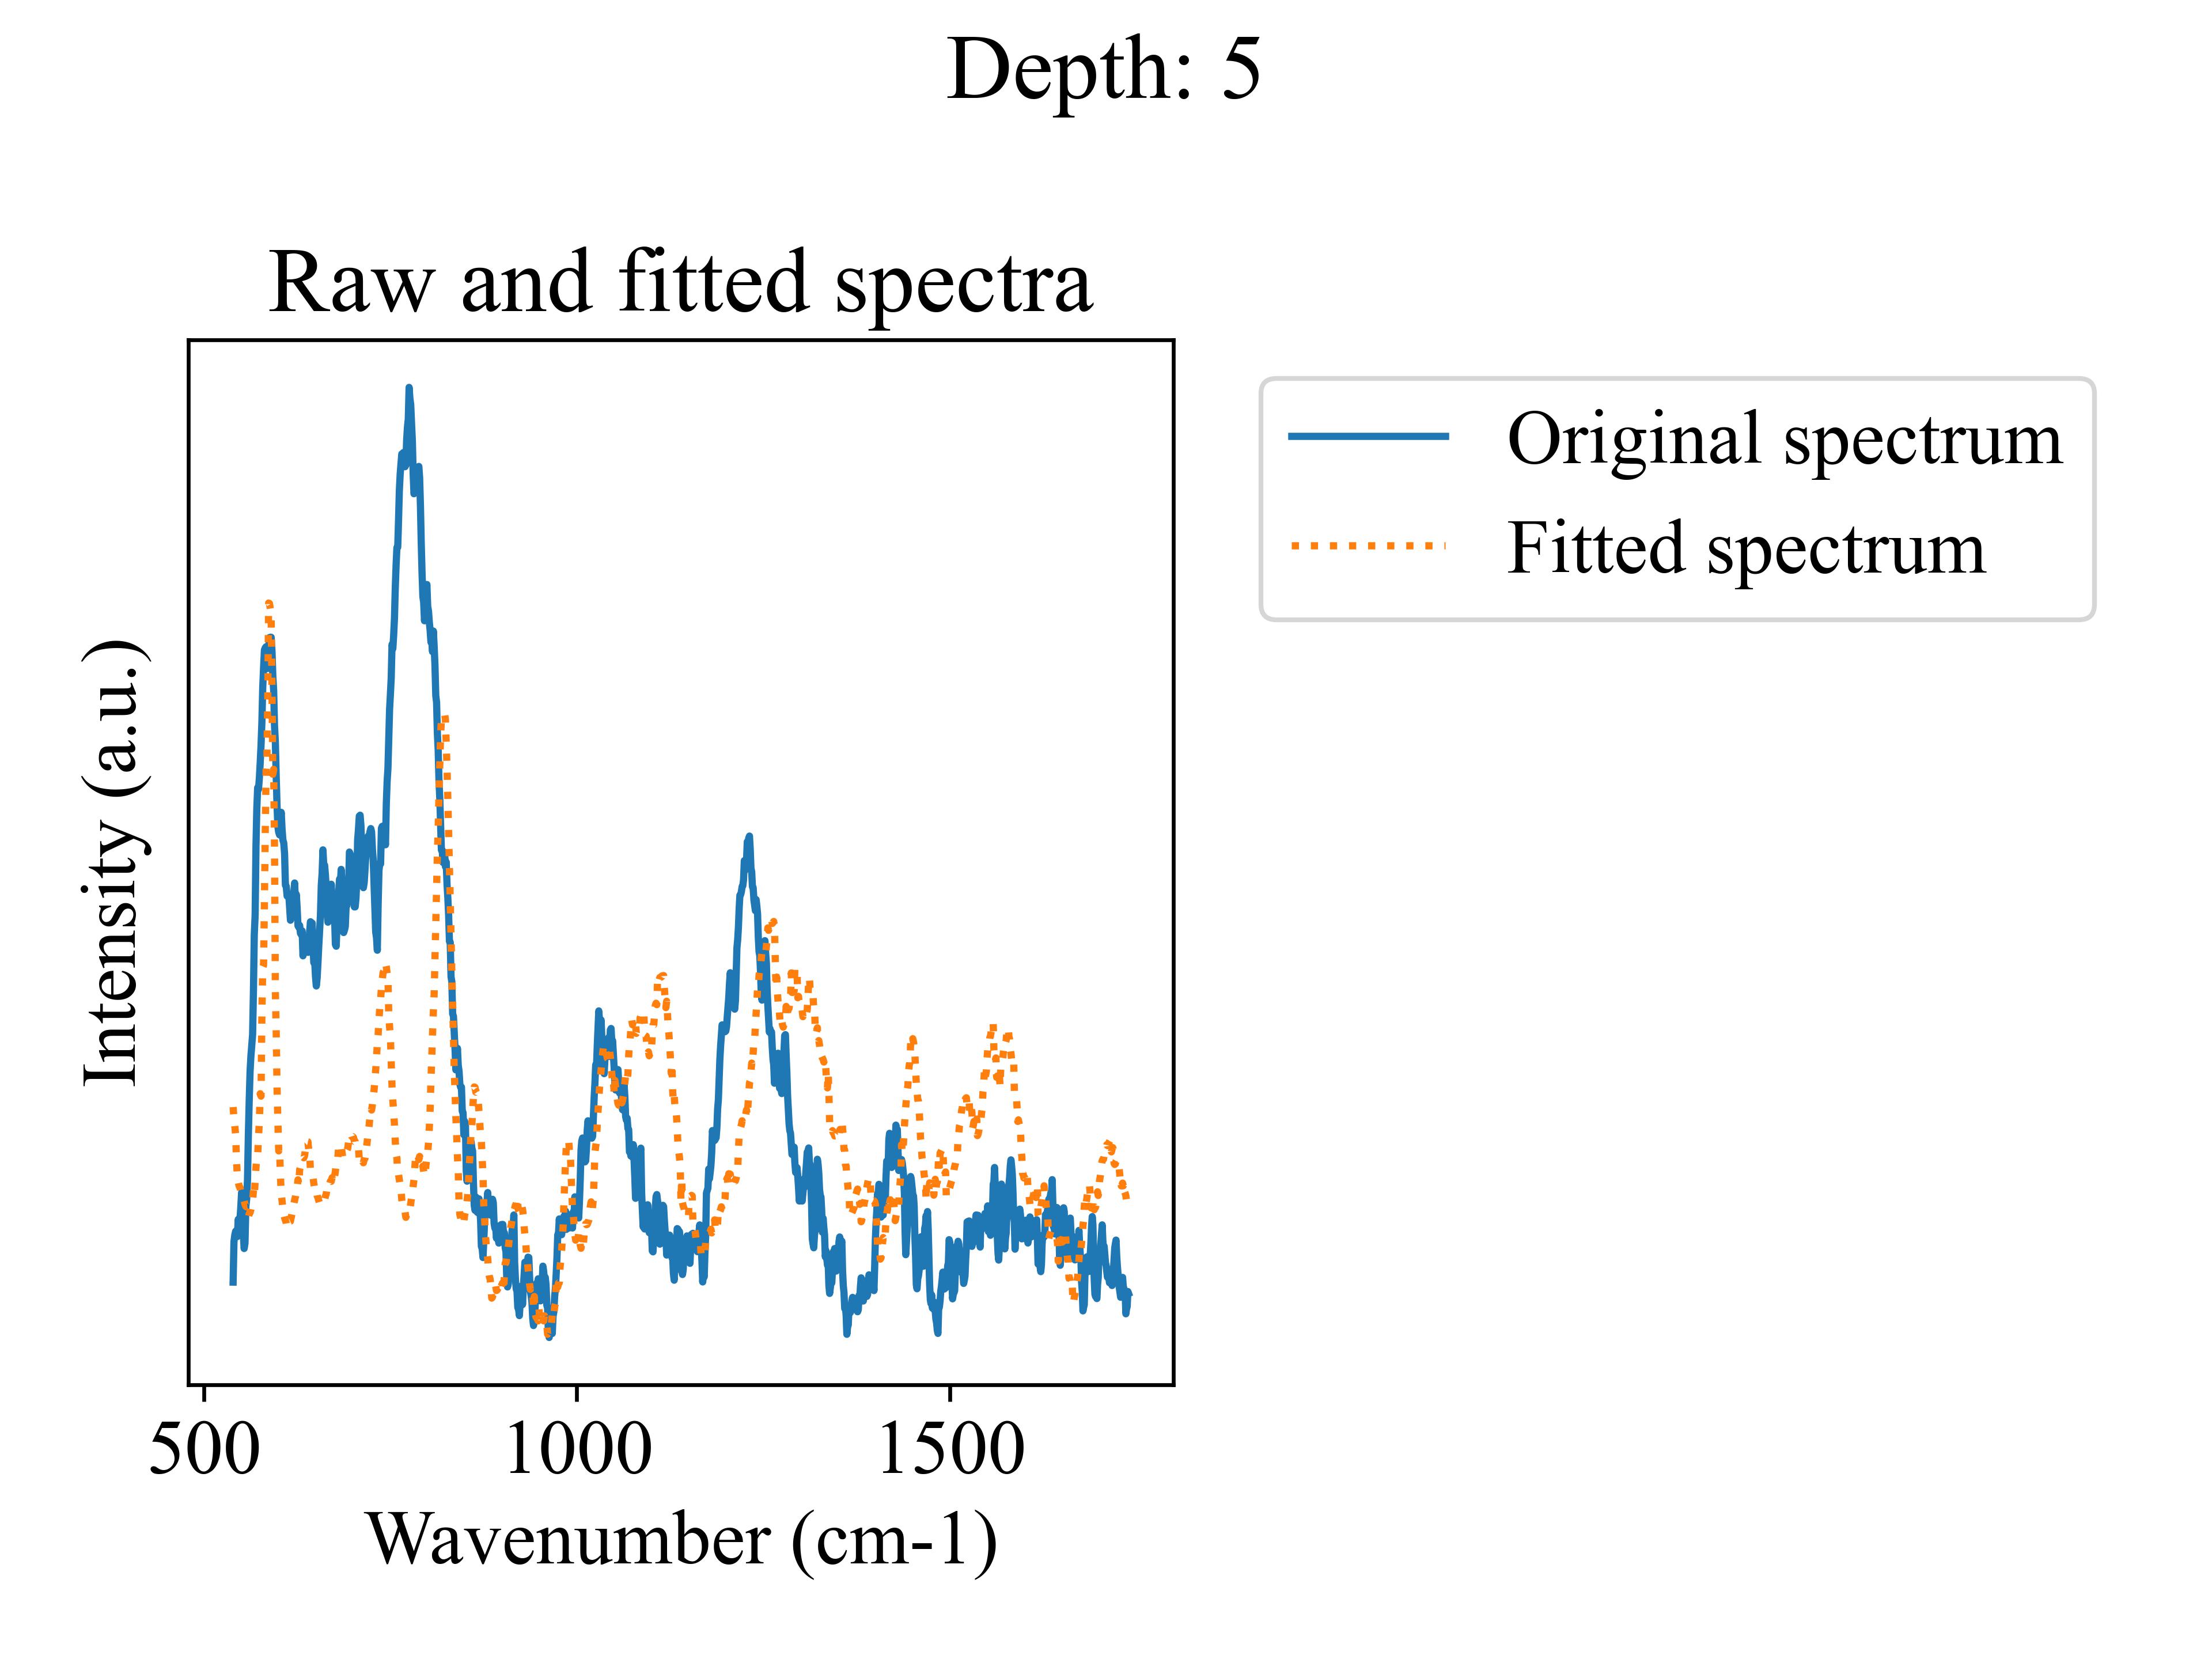 Depth: 5
Raw and fitted spectra
Original spectrum
Fitted spectrum
Intensity (a.u.)
500 1000 1500
Wavenumber (cm-1)